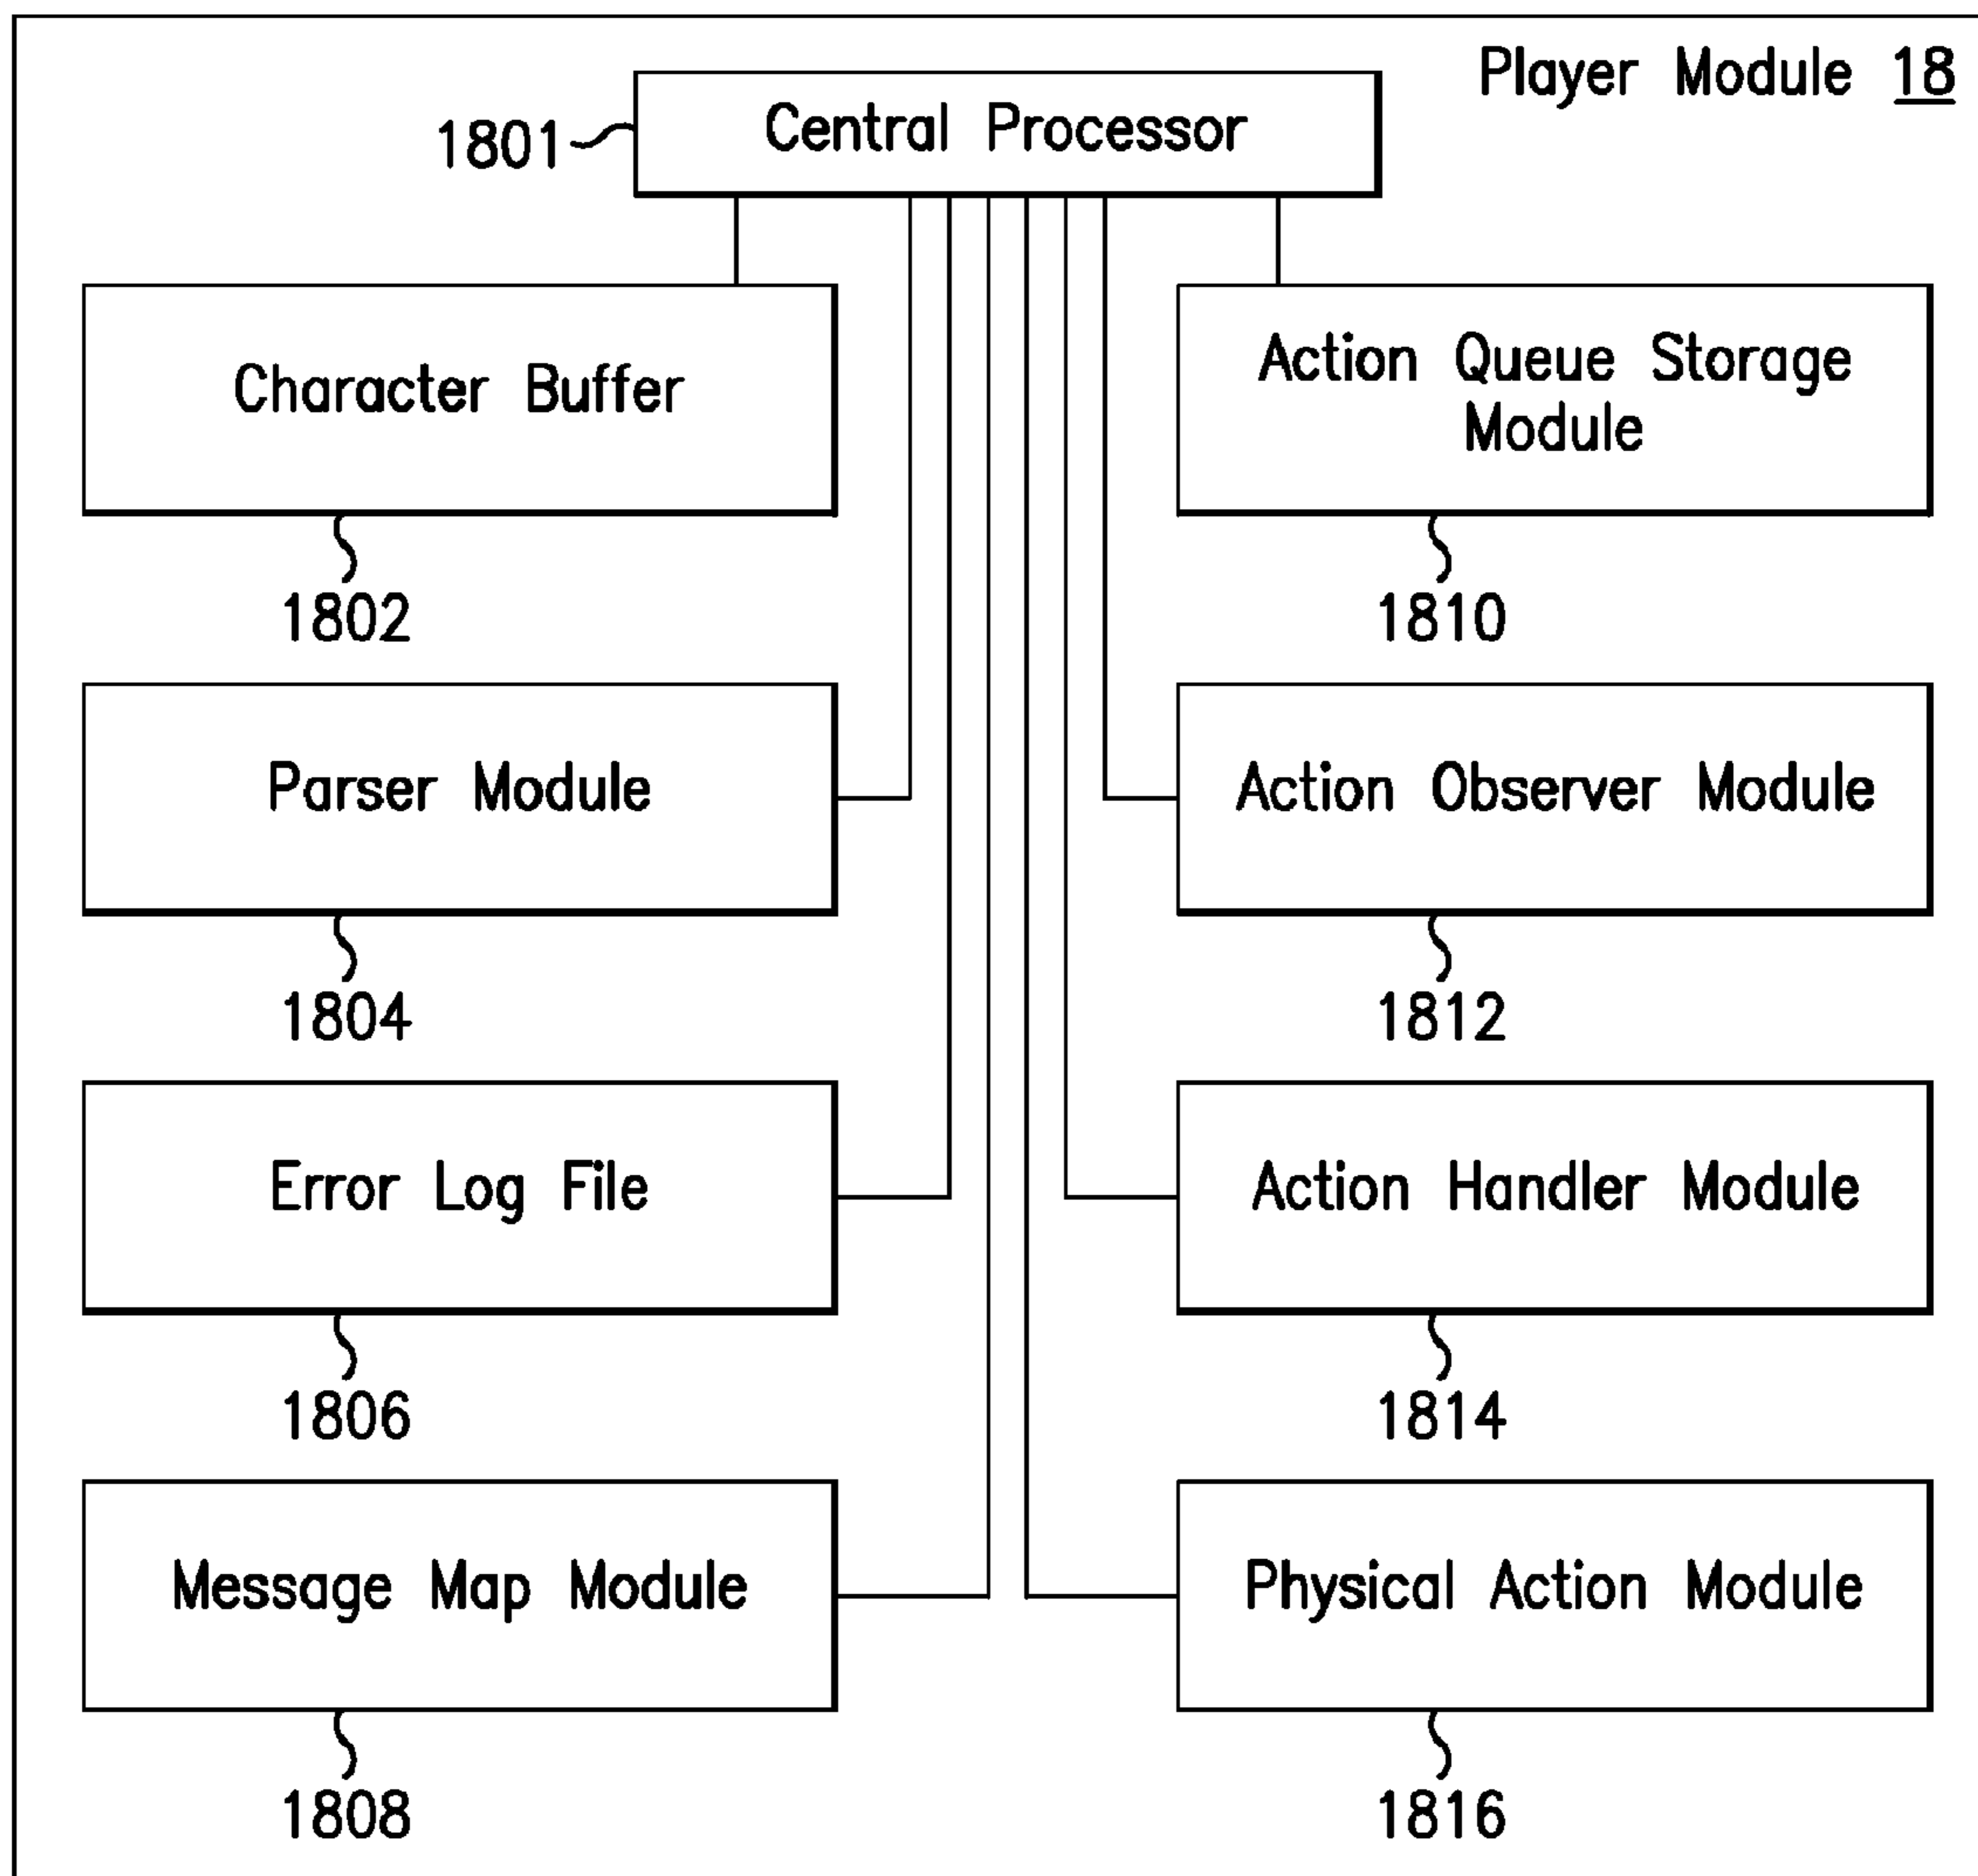 Player Module 18
Central Processor
1801
Character Buffer
1802
Parser Module
1804
Error Log File
1806
Message Map Module
1808
Action Queue Storage
Module
1810
Action Observer Module
1812
Action Handler Module
1814
Physical Action Module
1816